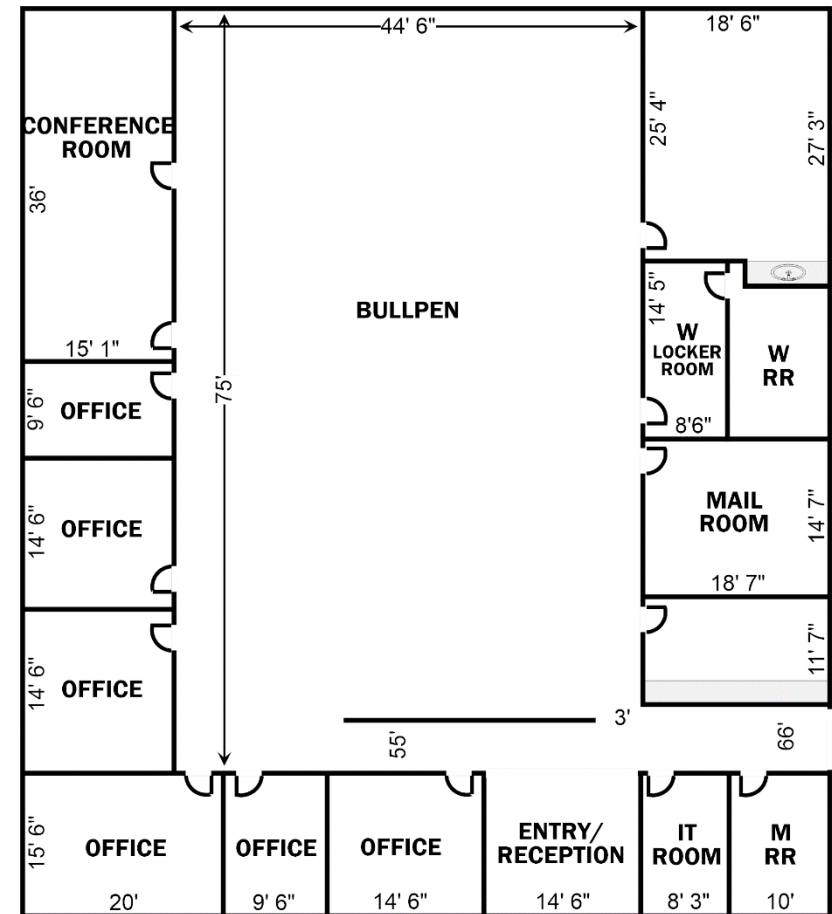 44' 6"
18' 6"
CONFERENCE
ROOM
36'
15' 1"
75'
BULLPEN
25' 4"
27' 3"
14' 5"
W
LOCKER
ROOM
8'6"
W
RR
9' 6"
OFFICE
14' 6"
OFFICE
14' 6"
OFFICE
MAIL
ROOM
14' 7"
18' 7"
11' 7"
3'
55'
66'
15' 6"
OFFICE
20'
OFFICE
9' 6"
OFFICE
14' 6"
ENTRY/
RECEPTION
14' 6"
IT
ROOM
8' 3"
M
RR
10'